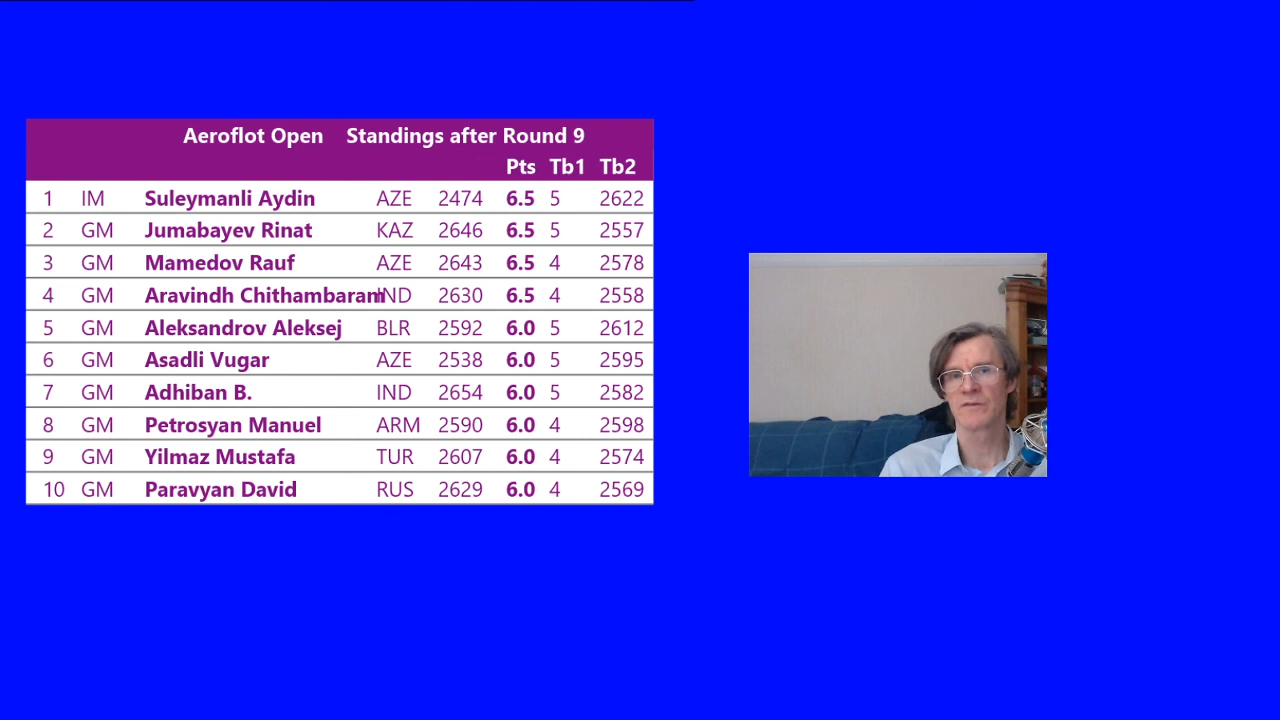 Aeroflot Open Standings after Round 9
Pts Tb1 Tb2
1 IM Suleymanli Aydin AZE 2474 6.5 5 2622
2 GM Jumabayev Rinat KAZ 2646 6.5 5 2557
3 GM Mamedov Rauf AZE 2643 6.5 4 2578
4 GM Aravindh Chithambaram IND 2630 6.5 4 2558
5 GM Aleksandrov Aleksej BLR 2592 6.0 5 2612
6 GM Asadli Vugar AZE 2538 6.0 5 2595
7 GM Adhiban B. IND 2654 6.0 5 2582
8 GM Petrosyan Manuel ARM 2590 6.0 4 2598
9 GM Yilmaz Mustafa TUR 2607 6.0 4 2574
10 GM Paravyan David RUS 2629 6.0 4 2569